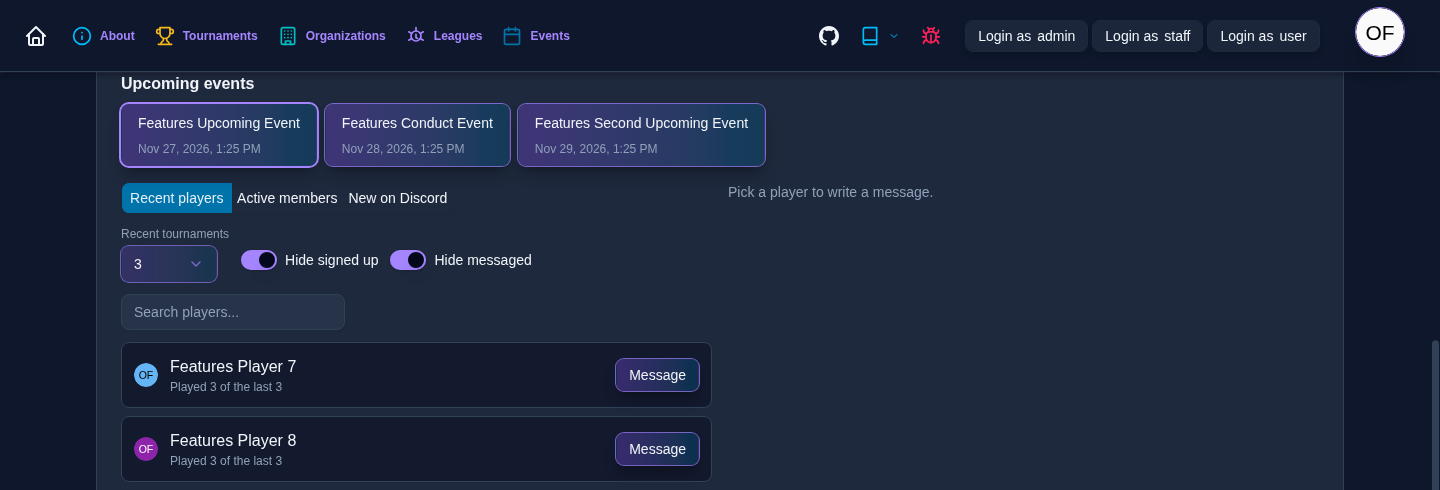 About Tournaments Organizations Leagues Events Login as admin Login as staff Login as user OF
Upcoming events
Features Upcoming Event Features Conduct Event Features Second Upcoming Event
Nov 27, 2026, 1:25 PM Nov 28, 2026, 1:25 PM Nov 29, 2026, 1:25 PM
Recent players Active members New on Discord
Pick a player to write a message.
Recent tournaments
3 Hide signed up Hide messaged
Search players...
OF Features Player 7 Message
Played 3 of the last 3
OF Features Player 8 Message
Played 3 of the last 3